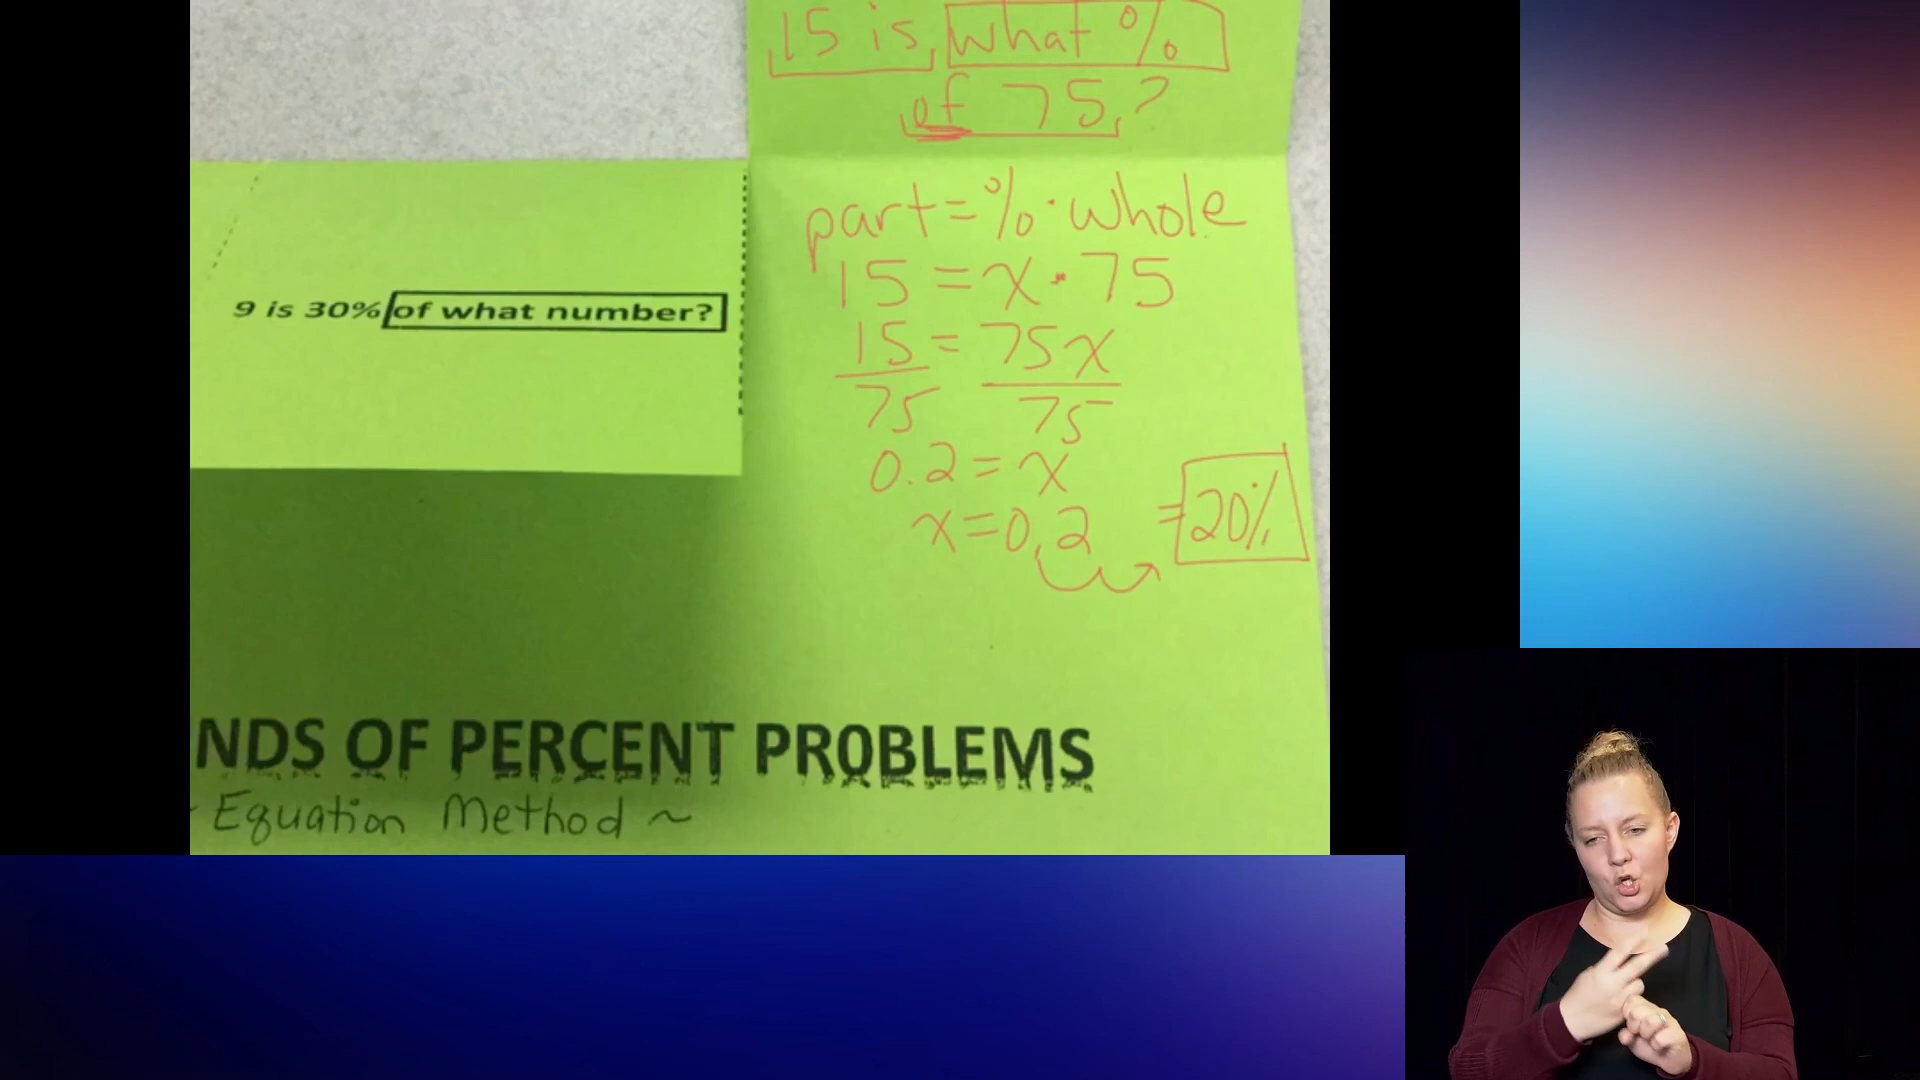 15 is what %
of 75?
part = % · whole
15 = x · 75
15 = 75x
75 75
0.2 = x
x = 0.2 = 20%
9 is 30% of what number?
NDS OF PERCENT PROBLEMS
Equation Method ~